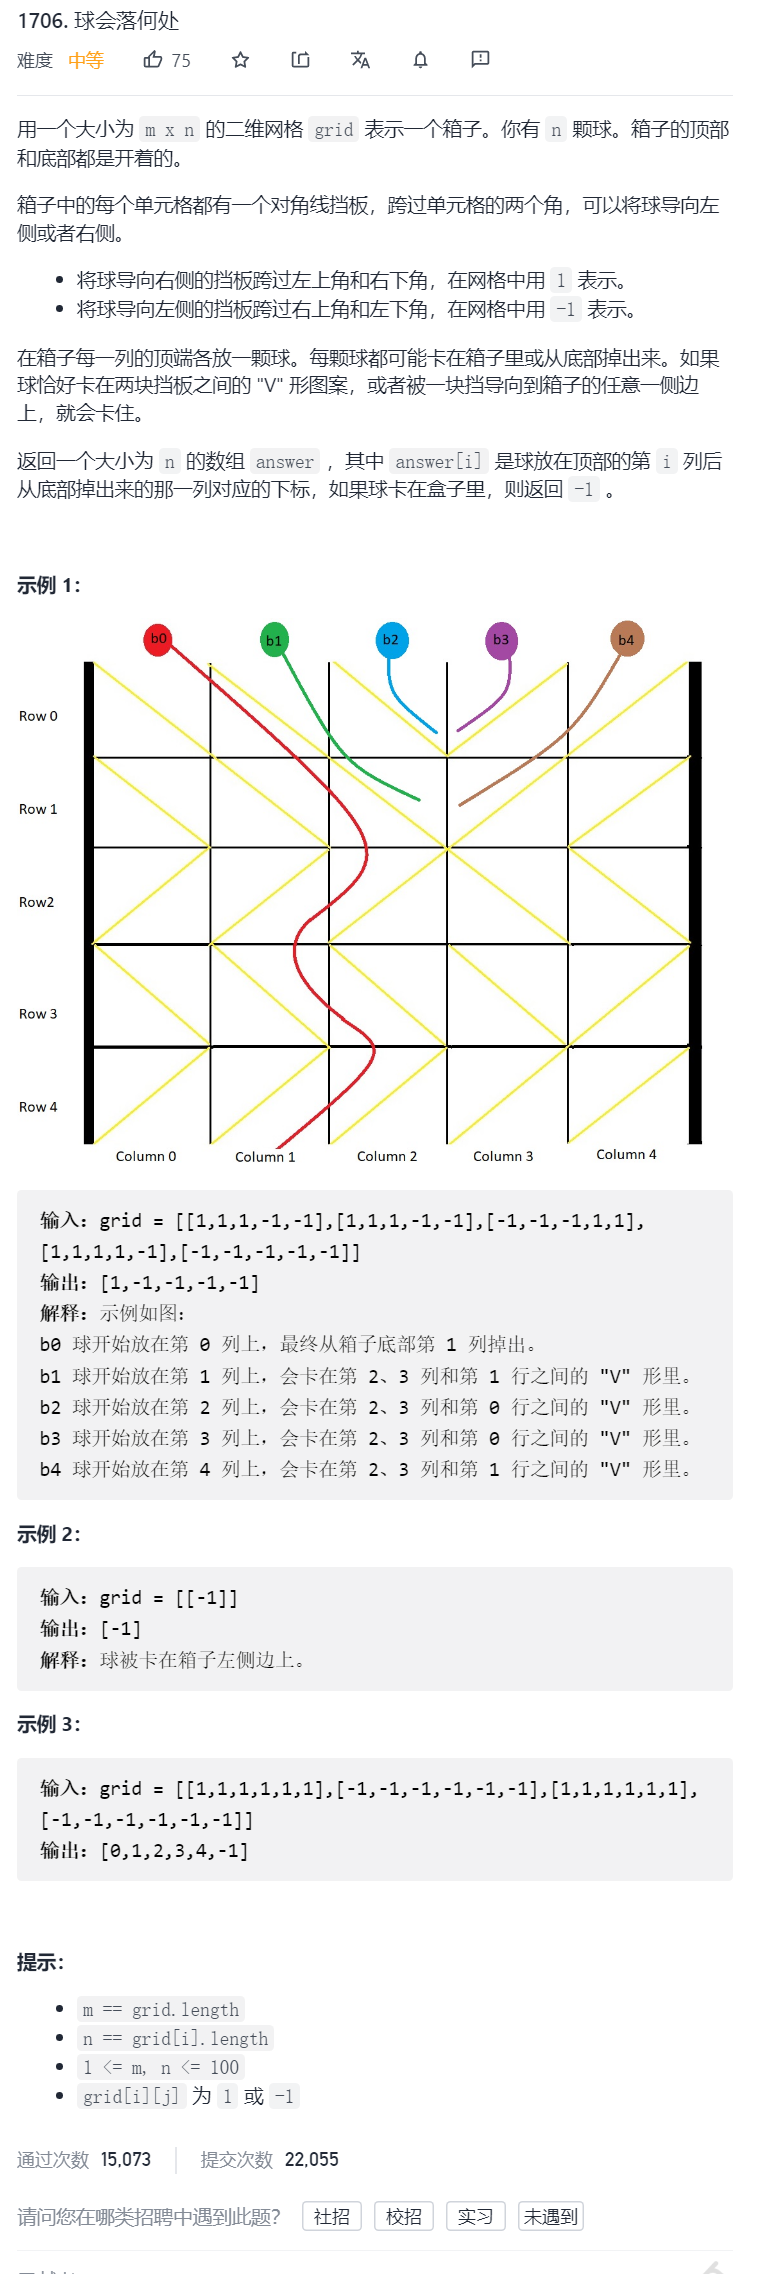 1706. 球会落何处
难度 中等 75
用一个大小为 m x n 的二维网格 grid 表示一个箱子。你有 n 颗球。箱子的顶部
和底部都是开着的。
箱子中的每个单元格都有一个对角线挡板，跨过单元格的两个角，可以将球导向左
侧或者右侧。
• 将球导向右侧的挡板跨过左上角和右下角，在网格中用 1 表示。
• 将球导向左侧的挡板跨过右上角和左下角，在网格中用 -1 表示。
在箱子每一列的顶端各放一颗球。每颗球都可能卡在箱子里或从底部掉出来。如果
球恰好卡在两块挡板之间的 "V" 形图案，或者被一块挡导向到箱子的任意一侧边
上，就会卡住。
返回一个大小为 n 的数组 answer ，其中 answer[i] 是球放在顶部的第 i 列后
从底部掉出来的那一列对应的下标，如果球卡在盒子里，则返回 -1 。
示例 1：
b0 b1 b2 b3 b4
Row 0
Row 1
Row2
Row 3
Row 4
Column 0 Column 1 Column 2 Column 3 Column 4
输入：grid = [[1,1,1,-1,-1],[1,1,1,-1,-1],[-1,-1,-1,1,1],
[1,1,1,1,-1],[-1,-1,-1,-1,-1]]
输出：[1,-1,-1,-1,-1]
解释：示例如图：
b0 球开始放在第 0 列上，最终从箱子底部第 1 列掉出。
b1 球开始放在第 1 列上，会卡在第 2、3 列和第 1 行之间的 "V" 形里。
b2 球开始放在第 2 列上，会卡在第 2、3 列和第 0 行之间的 "V" 形里。
b3 球开始放在第 3 列上，会卡在第 2、3 列和第 0 行之间的 "V" 形里。
b4 球开始放在第 4 列上，会卡在第 2、3 列和第 1 行之间的 "V" 形里。
示例 2：
输入：grid = [[-1]]
输出：[-1]
解释：球被卡在箱子左侧边上。
示例 3：
输入：grid = [[1,1,1,1,1,1],[-1,-1,-1,-1,-1,-1],[1,1,1,1,1,1],
[-1,-1,-1,-1,-1,-1]]
输出：[0,1,2,3,4,-1]
提示：
• m == grid.length
• n == grid[i].length
• 1 <= m, n <= 100
• grid[i][j] 为 1 或 -1
通过次数 15,073 提交次数 22,055
请问您在哪类招聘中遇到此题？ 社招 校招 实习 未遇到